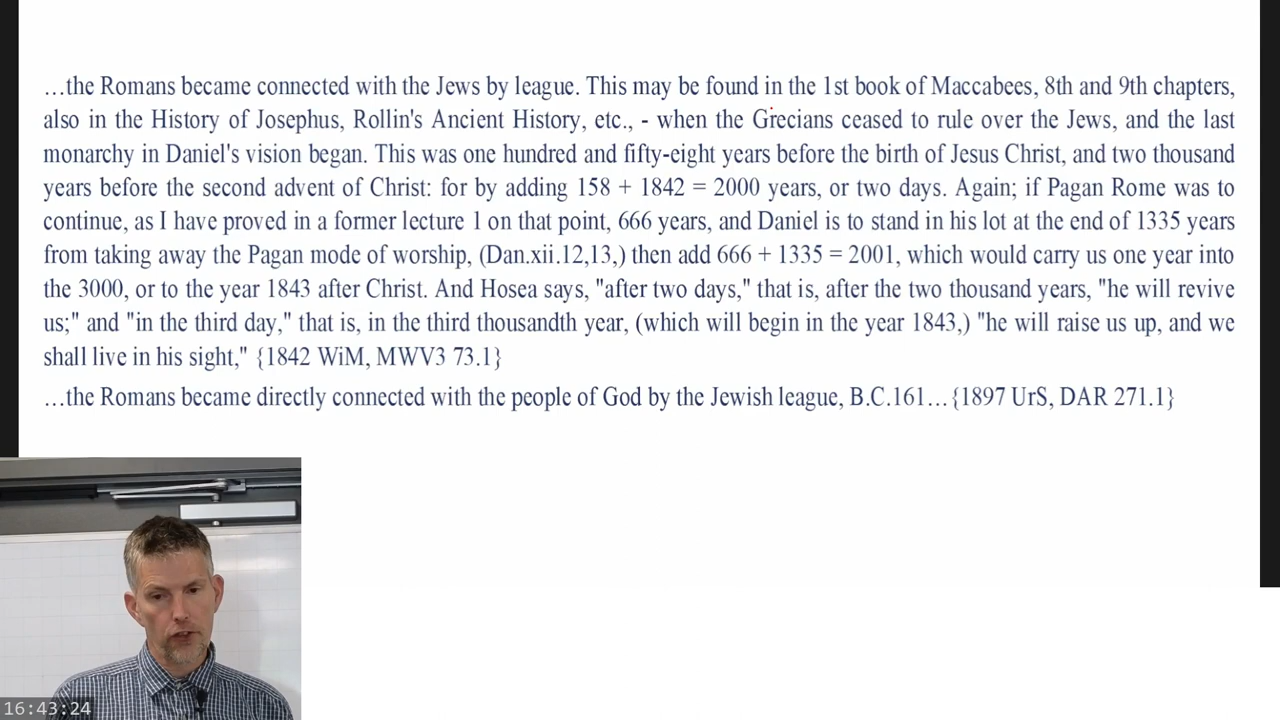 …the Romans became connected with the Jews by league. This may be found in the 1st book of Maccabees, 8th and 9th chapters,
also in the History of Josephus, Rollin's Ancient History, etc., - when the Grecians ceased to rule over the Jews, and the last
monarchy in Daniel's vision began. This was one hundred and fifty-eight years before the birth of Jesus Christ, and two thousand
years before the second advent of Christ: for by adding 158 + 1842 = 2000 years, or two days. Again; if Pagan Rome was to
continue, as I have proved in a former lecture 1 on that point, 666 years, and Daniel is to stand in his lot at the end of 1335 years
from taking away the Pagan mode of worship, (Dan.xii.12,13,) then add 666 + 1335 = 2001, which would carry us one year into
the 3000, or to the year 1843 after Christ. And Hosea says, "after two days," that is, after the two thousand years, "he will revive
us;" and "in the third day," that is, in the third thousandth year, (which will begin in the year 1843,) "he will raise us up, and we
shall live in his sight," {1842 WiM, MWV3 73.1}
…the Romans became directly connected with the people of God by the Jewish league, B.C.161…{1897 UrS, DAR 271.1}
16:43:24